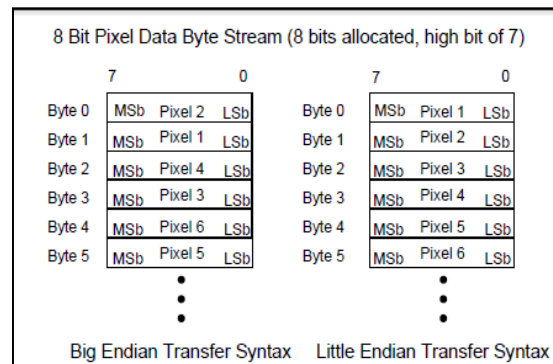 8 Bit Pixel Data Byte Stream (8 bits allocated, high bit of 7)
7 0 7 0
Byte 0 MSb Pixel 2 LSb Byte 0 MSb Pixel 1 LSb
Byte 1 MSb Pixel 1 LSb Byte 1 MSb Pixel 2 LSb
Byte 2 MSb Pixel 4 LSb Byte 2 MSb Pixel 3 LSb
Byte 3 MSb Pixel 3 LSb Byte 3 MSb Pixel 4 LSb
Byte 4 MSb Pixel 6 LSb Byte 4 MSb Pixel 5 LSb
Byte 5 MSb Pixel 5 LSb Byte 5 MSb Pixel 6 LSb
Big Endian Transfer Syntax Little Endian Transfer Syntax